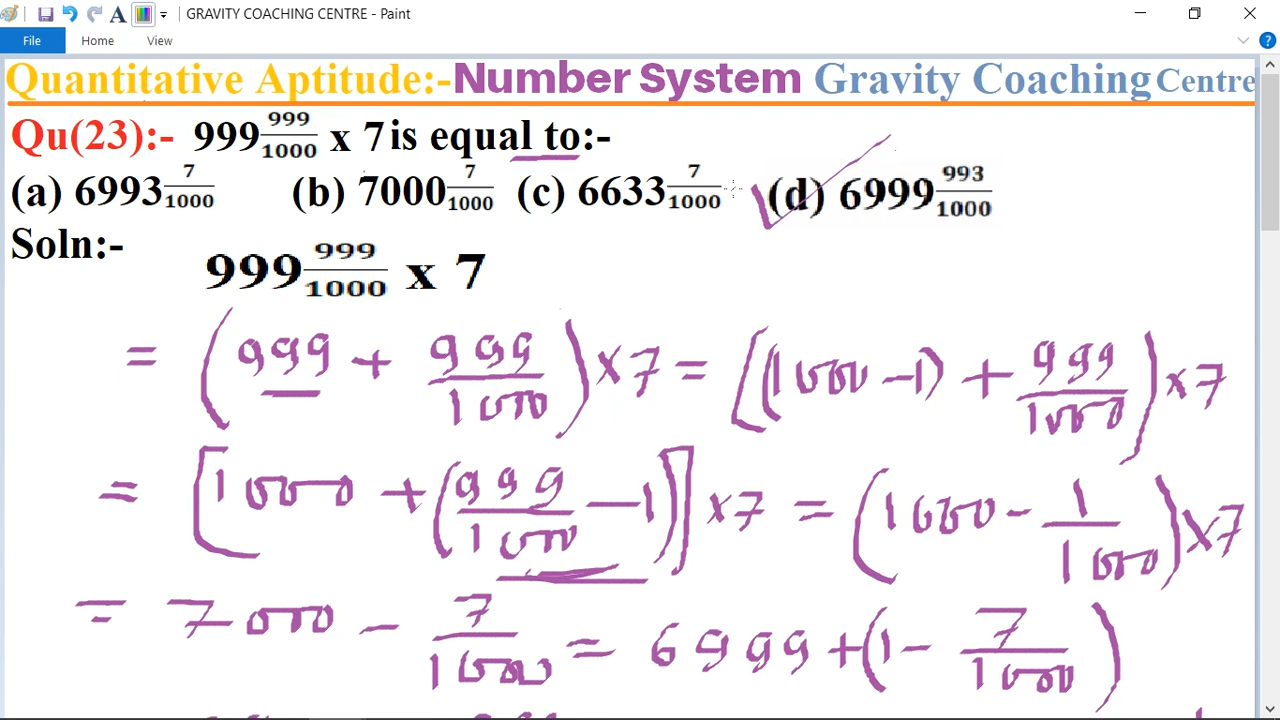 GRAVITY COACHING CENTRE - Paint
File Home View
Quantitative Aptitude:-Number System Gravity Coaching Centre
Qu(23):- 999 999/1000 x 7 is equal to:-
(a) 6993 7/1000 (b) 7000 7/1000 (c) 6633 7/1000 (d) 6999 993/1000
Soln:-
999 999/1000 x 7
= (999 + 999/1000) x 7 = [(1000 - 1) + 999/1000) x 7
= [1000 + (999/1000 - 1)] x 7 = (1000 - 1/1000) x 7
= 7000 - 7/1000 = 6999 + (1 - 7/1000)